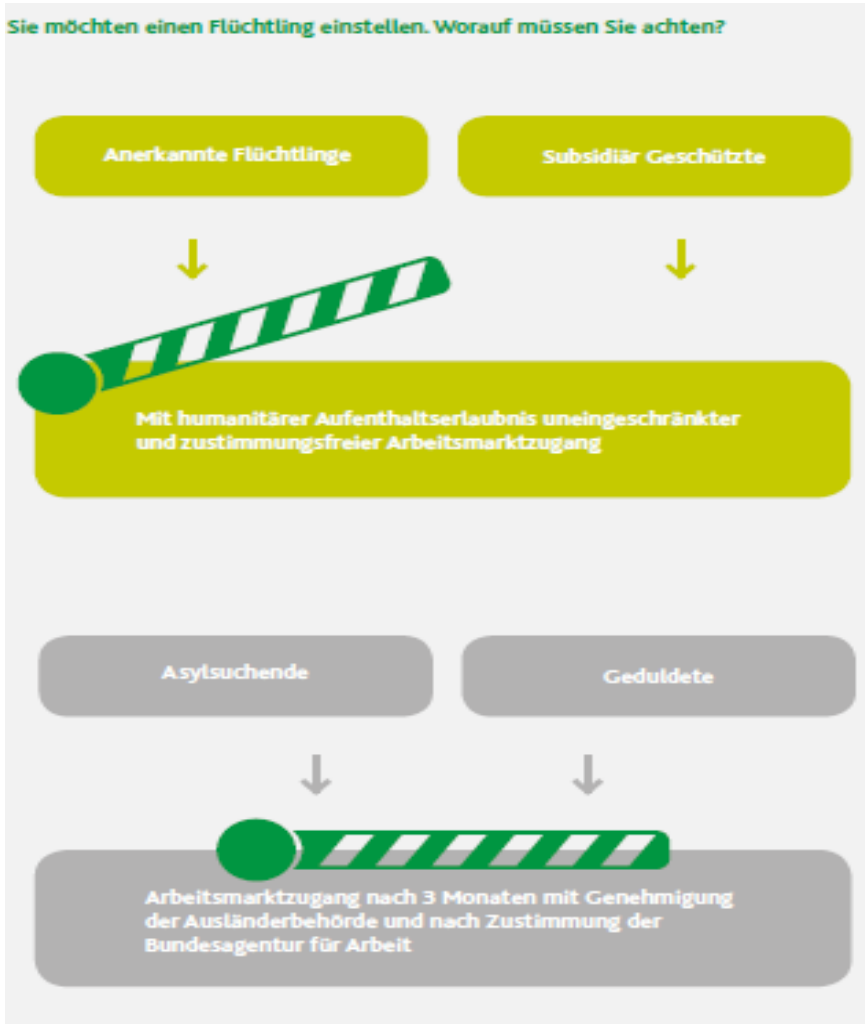 Sie möchten einen Flüchtling einstellen. Worauf müssen Sie achten?
Anerkannte Flüchtlinge
Subsidiär Geschützte
Mit humanitärer Aufenthaltserlaubnis uneingeschränkter
und zustimmungsfreier Arbeitsmarktzugang
Asylsuchende
Geduldete
Arbeitsmarktzugang nach 3 Monaten mit Genehmigung
der Ausländerbehörde und nach Zustimmung der
Bundesagentur für Arbeit